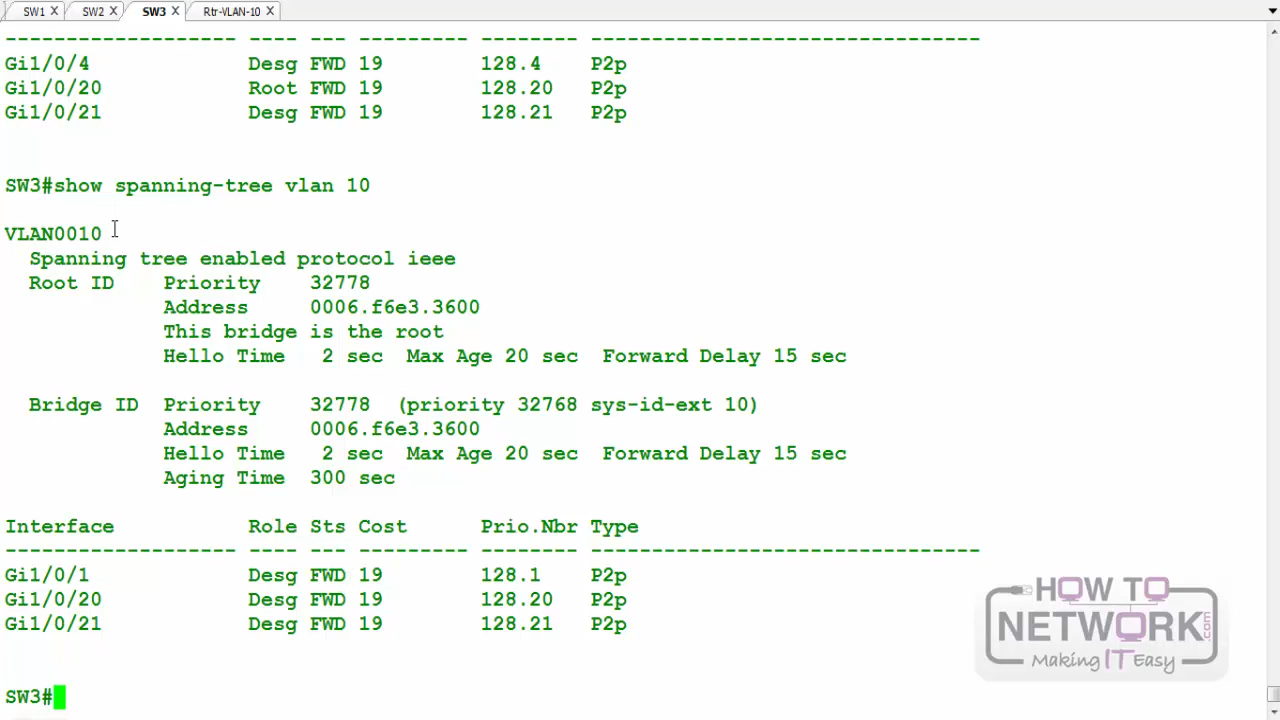 SW1 X SW2 X SW3 X Rtr-VLAN-10 X
------------------- ---- --- --------- -------- --------------------------------
Gi1/0/4             Desg FWD 19        128.4    P2p
Gi1/0/20            Root FWD 19        128.20   P2p
Gi1/0/21            Desg FWD 19        128.21   P2p
SW3#show spanning-tree vlan 10
VLAN0010
  Spanning tree enabled protocol ieee
  Root ID    Priority    32778
             Address     0006.f6e3.3600
             This bridge is the root
             Hello Time   2 sec  Max Age 20 sec  Forward Delay 15 sec
  Bridge ID  Priority    32778  (priority 32768 sys-id-ext 10)
             Address     0006.f6e3.3600
             Hello Time   2 sec  Max Age 20 sec  Forward Delay 15 sec
             Aging Time  300 sec
Interface           Role Sts Cost      Prio.Nbr Type
------------------- ---- --- --------- -------- --------------------------------
Gi1/0/1             Desg FWD 19        128.1    P2p
Gi1/0/20            Desg FWD 19        128.20   P2p
Gi1/0/21            Desg FWD 19        128.21   P2p
SW3#
HOW TO
NETWORK.com
Making IT Easy